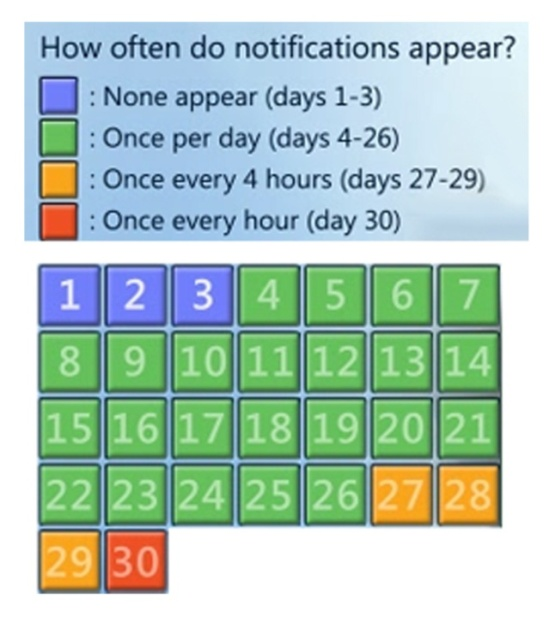 How often do notifications appear?
: None appear (days 1-3)
: Once per day (days 4-26)
: Once every 4 hours (days 27-29)
: Once every hour (day 30)
1 2 3 4 5 6 7
8 9 10 11 12 13 14
15 16 17 18 19 20 21
22 23 24 25 26 27 28
29 30